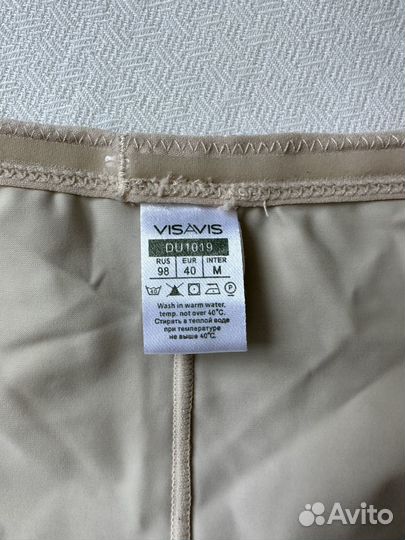 VISAVIS
DU1019
RUS EUR INTER
98 40 M
Wash in warm water,
temp. not over 40°C.
Стирать в теплой воде
при температуре
не выше 40°C.
Avito